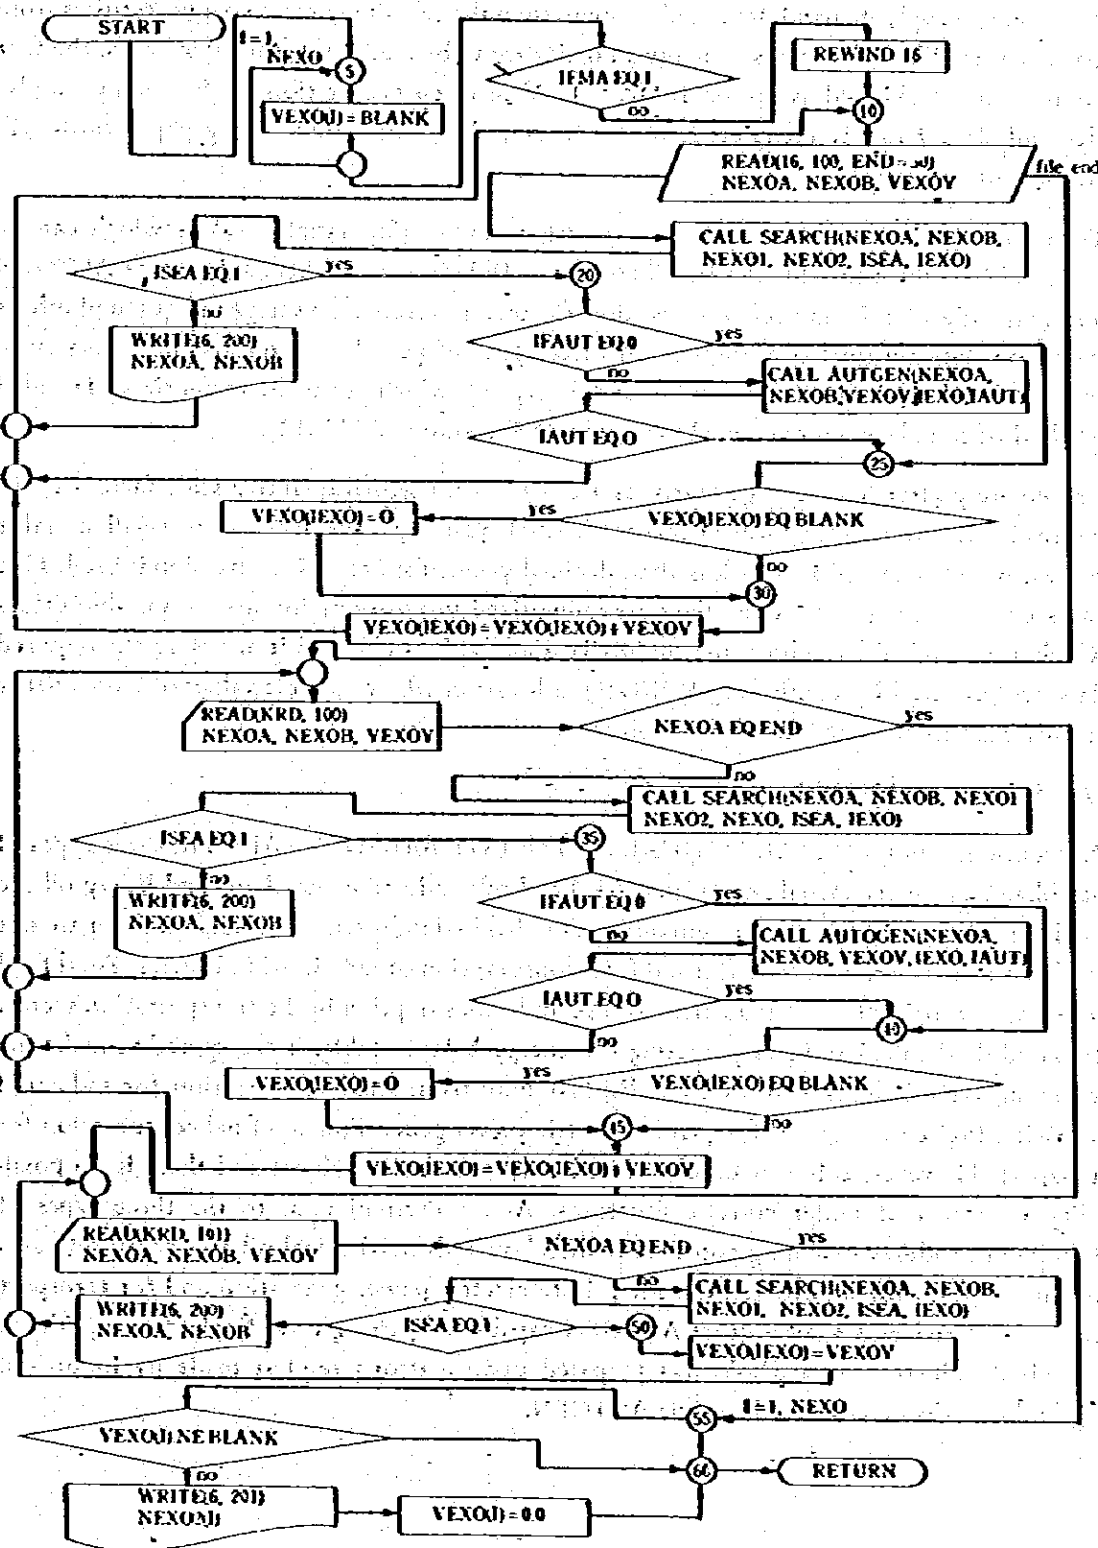 START
I=1,
NEXO
5
VEXO(I)=BLANK
IFMA EQ 1
no
REWIND 16
10
READ(16, 100, END=50)
NEXOA, NEXOB, VEXOV
file end
CALL SEARCH(NEXOA, NEXOB,
NEXO1, NEXO2, ISEA, IEXO)
ISEA EQ 1
yes
no
20
WRITE(6, 200)
NEXOA, NEXOB
IFAUT EQ 0
yes
no
CALL AUTGEN(NEXOA,
NEXOB, VEXOV, IEXO, IAUT)
IAUT EQ O
25
VEXO(IEXO)=O
yes
VEXO(IEXO) EQ BLANK
no
30
VEXO(IEXO)=VEXO(IEXO)+VEXOV
READ(KRD, 100)
NEXOA, NEXOB, VEXOV
NEXOA EQ END
yes
no
CALL SEARCH(NEXOA, NEXOB, NEXO1
NEXO2, NEXO, ISEA, IEXO)
ISEA EQ 1
35
no
WRITE(6, 200)
NEXOA, NEXOB
IFAUT EQ 0
yes
no
CALL AUTOGEN(NEXOA,
NEXOB, VEXOV, IEXO, IAUT)
IAUT EQ O
yes
no
40
VEXO(IEXO)=O
yes
VEXO(IEXO) EQ BLANK
no
45
VEXO(IEXO)=VEXO(IEXO)+VEXOV
READ(KRD, 101)
NEXOA, NEXOB, VEXOV
NEXOA EQ END
yes
no
CALL SEARCH(NEXOA, NEXOB,
NEXO1, NEXO2, ISEA, IEXO)
WRITE(6, 200)
NEXOA, NEXOB
ISEA EQ 1
50
VEXO(IEXO)=VEXOV
55
I=1, NEXO
VEXO(I) NE BLANK
no
60
RETURN
WRITE(6, 201)
NEXO(I)
VEXO(I)=0.0